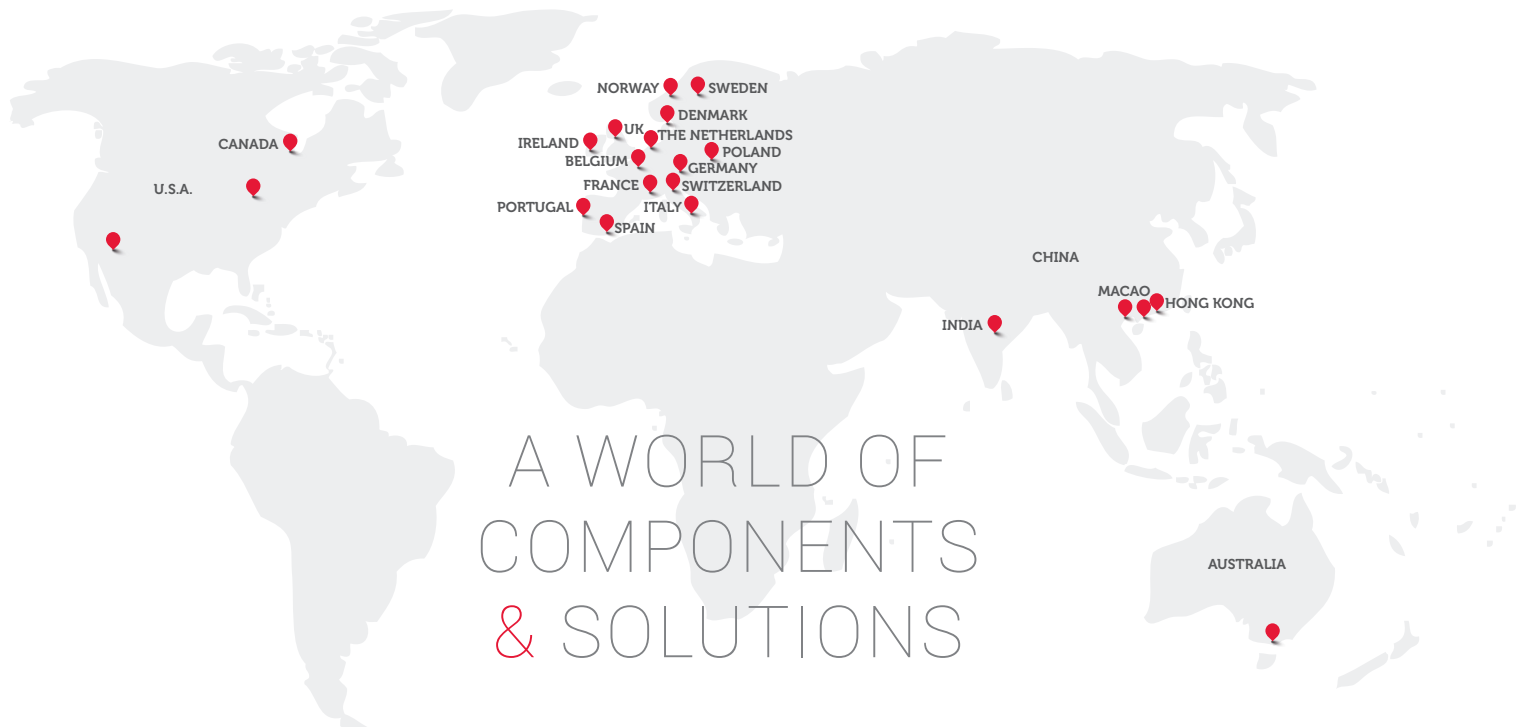 NORWAY
SWEDEN
DENMARK
UK
THE NETHERLANDS
IRELAND
CANADA
POLAND
BELGIUM
GERMANY
FRANCE
SWITZERLAND
U.S.A.
PORTUGAL
ITALY
SPAIN
CHINA
MACAO
HONG KONG
INDIA
A WORLD OF
COMPONENTS
& SOLUTIONS
AUSTRALIA